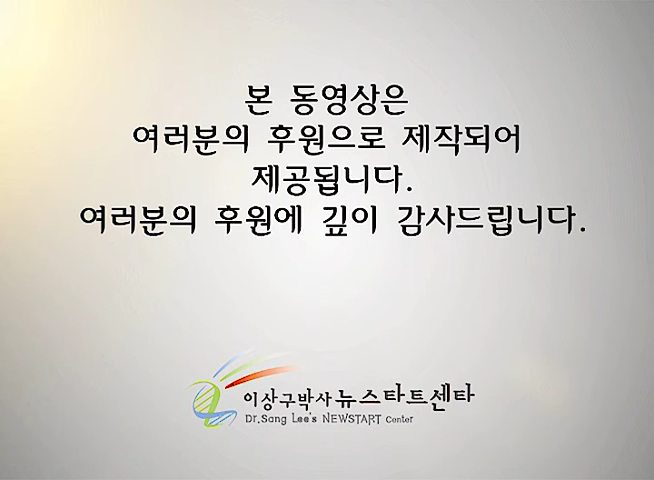 본 동영상은
여러분의 후원으로 제작되어
제공됩니다.
여러분의 후원에 깊이 감사드립니다.
이상구박사 뉴스타트센타
Dr.Sang Lee's NEWSTART Center